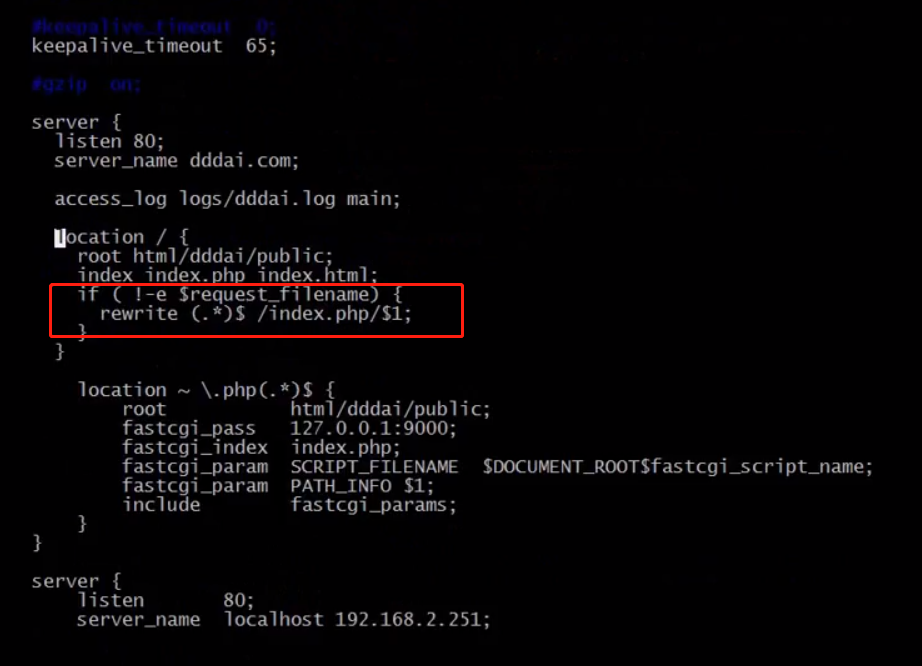 #keepalive_timeout  0;
keepalive_timeout  65;
#gzip  on;
server {
listen 80;
server_name dddai.com;
access_log logs/dddai.log main;
location / {
root html/dddai/public;
index index.php index.html;
if ( !-e $request_filename) {
rewrite (.*)$ /index.php/$1;
}
}
location ~ \.php(.*)$ {
root           html/dddai/public;
fastcgi_pass   127.0.0.1:9000;
fastcgi_index  index.php;
fastcgi_param  SCRIPT_FILENAME  $DOCUMENT_ROOT$fastcgi_script_name;
fastcgi_param  PATH_INFO $1;
include        fastcgi_params;
}
}
server {
listen       80;
server_name  localhost 192.168.2.251;